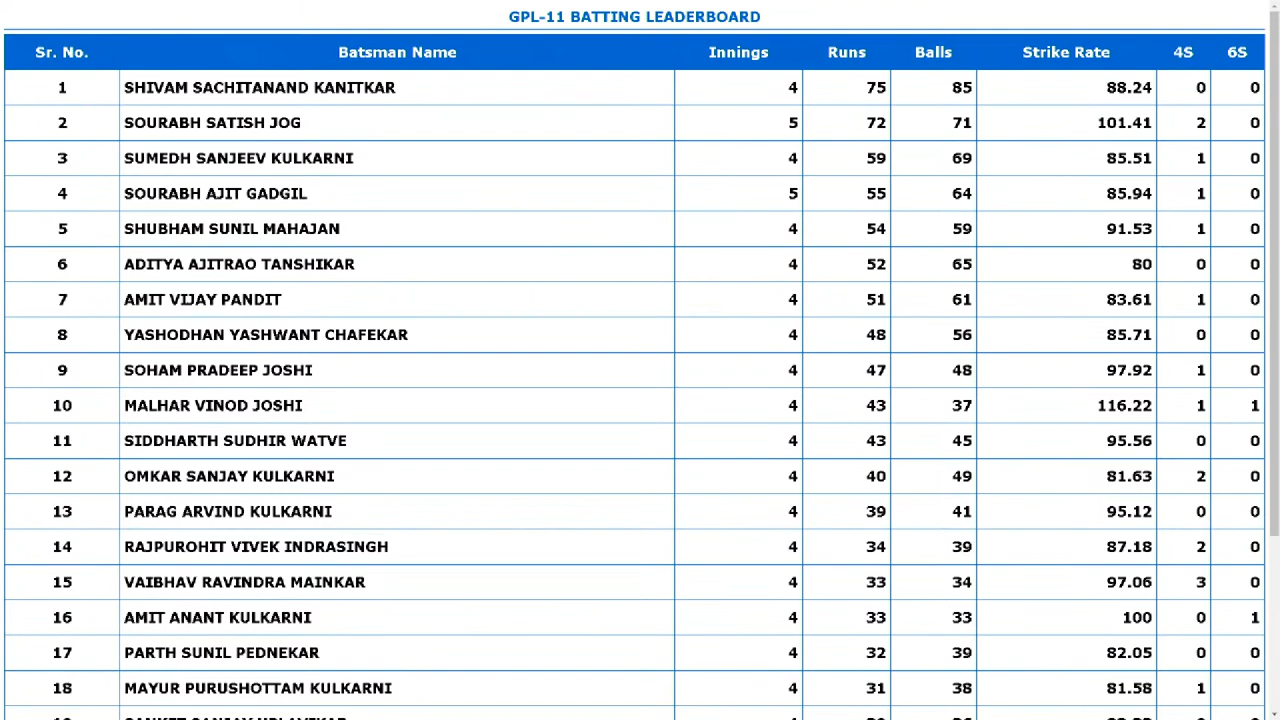 GPL-11 BATTING LEADERBOARD
Sr. No. Batsman Name Innings Runs Balls Strike Rate 4S 6S
1 SHIVAM SACHITANAND KANITKAR 4 75 85 88.24 0 0
2 SOURABH SATISH JOG 5 72 71 101.41 2 0
3 SUMEDH SANJEEV KULKARNI 4 59 69 85.51 1 0
4 SOURABH AJIT GADGIL 5 55 64 85.94 1 0
5 SHUBHAM SUNIL MAHAJAN 4 54 59 91.53 1 0
6 ADITYA AJITRAO TANSHIKAR 4 52 65 80 0 0
7 AMIT VIJAY PANDIT 4 51 61 83.61 1 0
8 YASHODHAN YASHWANT CHAFEKAR 4 48 56 85.71 0 0
9 SOHAM PRADEEP JOSHI 4 47 48 97.92 1 0
10 MALHAR VINOD JOSHI 4 43 37 116.22 1 1
11 SIDDHARTH SUDHIR WATVE 4 43 45 95.56 0 0
12 OMKAR SANJAY KULKARNI 4 40 49 81.63 2 0
13 PARAG ARVIND KULKARNI 4 39 41 95.12 0 0
14 RAJPUROHIT VIVEK INDRASINGH 4 34 39 87.18 2 0
15 VAIBHAV RAVINDRA MAINKAR 4 33 34 97.06 3 0
16 AMIT ANANT KULKARNI 4 33 33 100 0 1
17 PARTH SUNIL PEDNEKAR 4 32 39 82.05 0 0
18 MAYUR PURUSHOTTAM KULKARNI 4 31 38 81.58 1 0